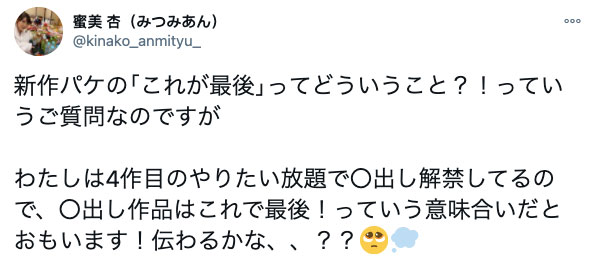 蜜美 杏（みつみあん）
@kinako_anmityu_
新作パケの「これが最後」ってどういうこと？！ってい
うご質問なのですが
わたしは4作目のやりたい放題で〇出し解禁してるの
で、〇出し作品はこれで最後！っていう意味合いだと
おもいます！伝わるかな、、？？🥺💭